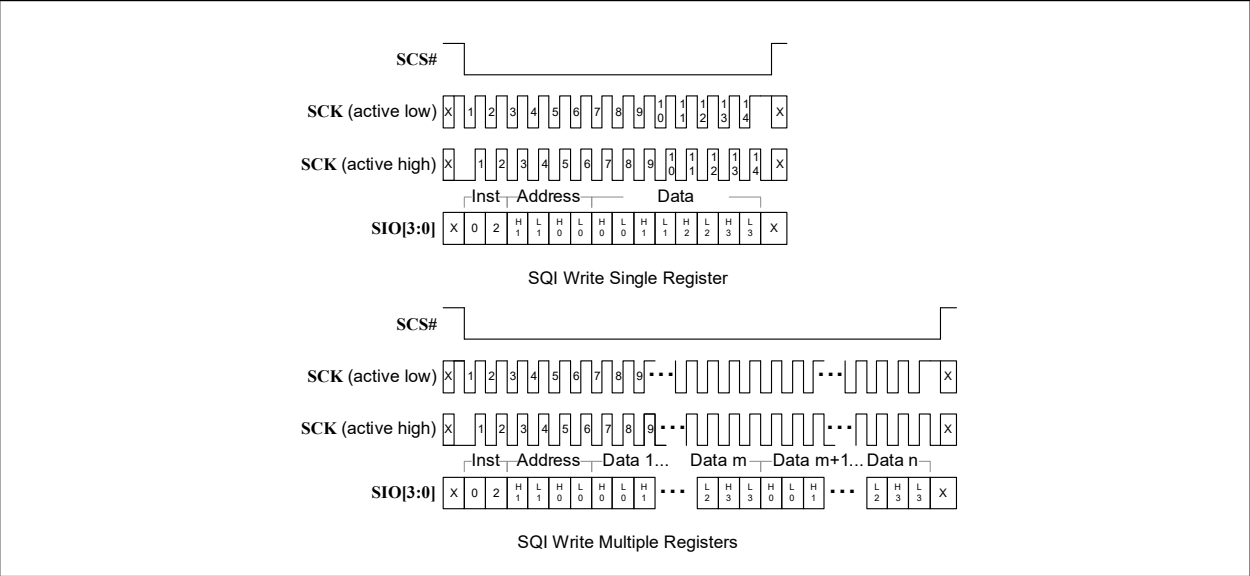 SCS#
SCK (active low) X 1 2 3 4 5 6 7 8 9 10 11 12 13 14 X
SCK (active high) X 1 2 3 4 5 6 7 8 9 10 11 12 13 14 X
Inst Address Data
SIO[3:0] X 0 2 H1 L1 H0 L0 H0 L0 H1 L1 H2 L2 H3 L3 X
SQI Write Single Register
SCS#
SCK (active low) X 1 2 3 4 5 6 7 8 9 ... ... X
SCK (active high) X 1 2 3 4 5 6 7 8 9 ... ... X
Inst Address Data 1... Data m Data m+1... Data n
SIO[3:0] X 0 2 H1 L1 H0 L0 H0 L0 H1 ... L2 H3 L3 H0 L0 H1 ... L2 H3 L3 X
SQI Write Multiple Registers